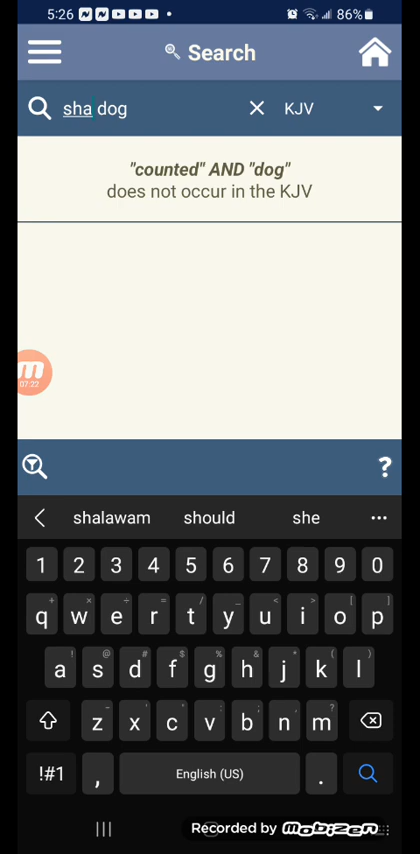 5:26 86%
Search
sha dog KJV
"counted" AND "dog"
does not occur in the KJV
07:22
?
shalawam should she
1 2 3 4 5 6 7 8 9 0
q w e r t y u i o p
a s d f g h j k l
z x c v b n m
!#1 , English (US) .
Recorded by mobizen